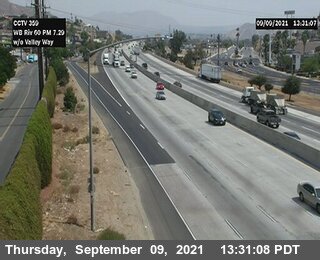 CCTV 359
WB Riv 60 PM 7.29
w/o Valley Way
09/09/2021 13:31:07
Thursday, September 09, 2021 13:31:08 PDT